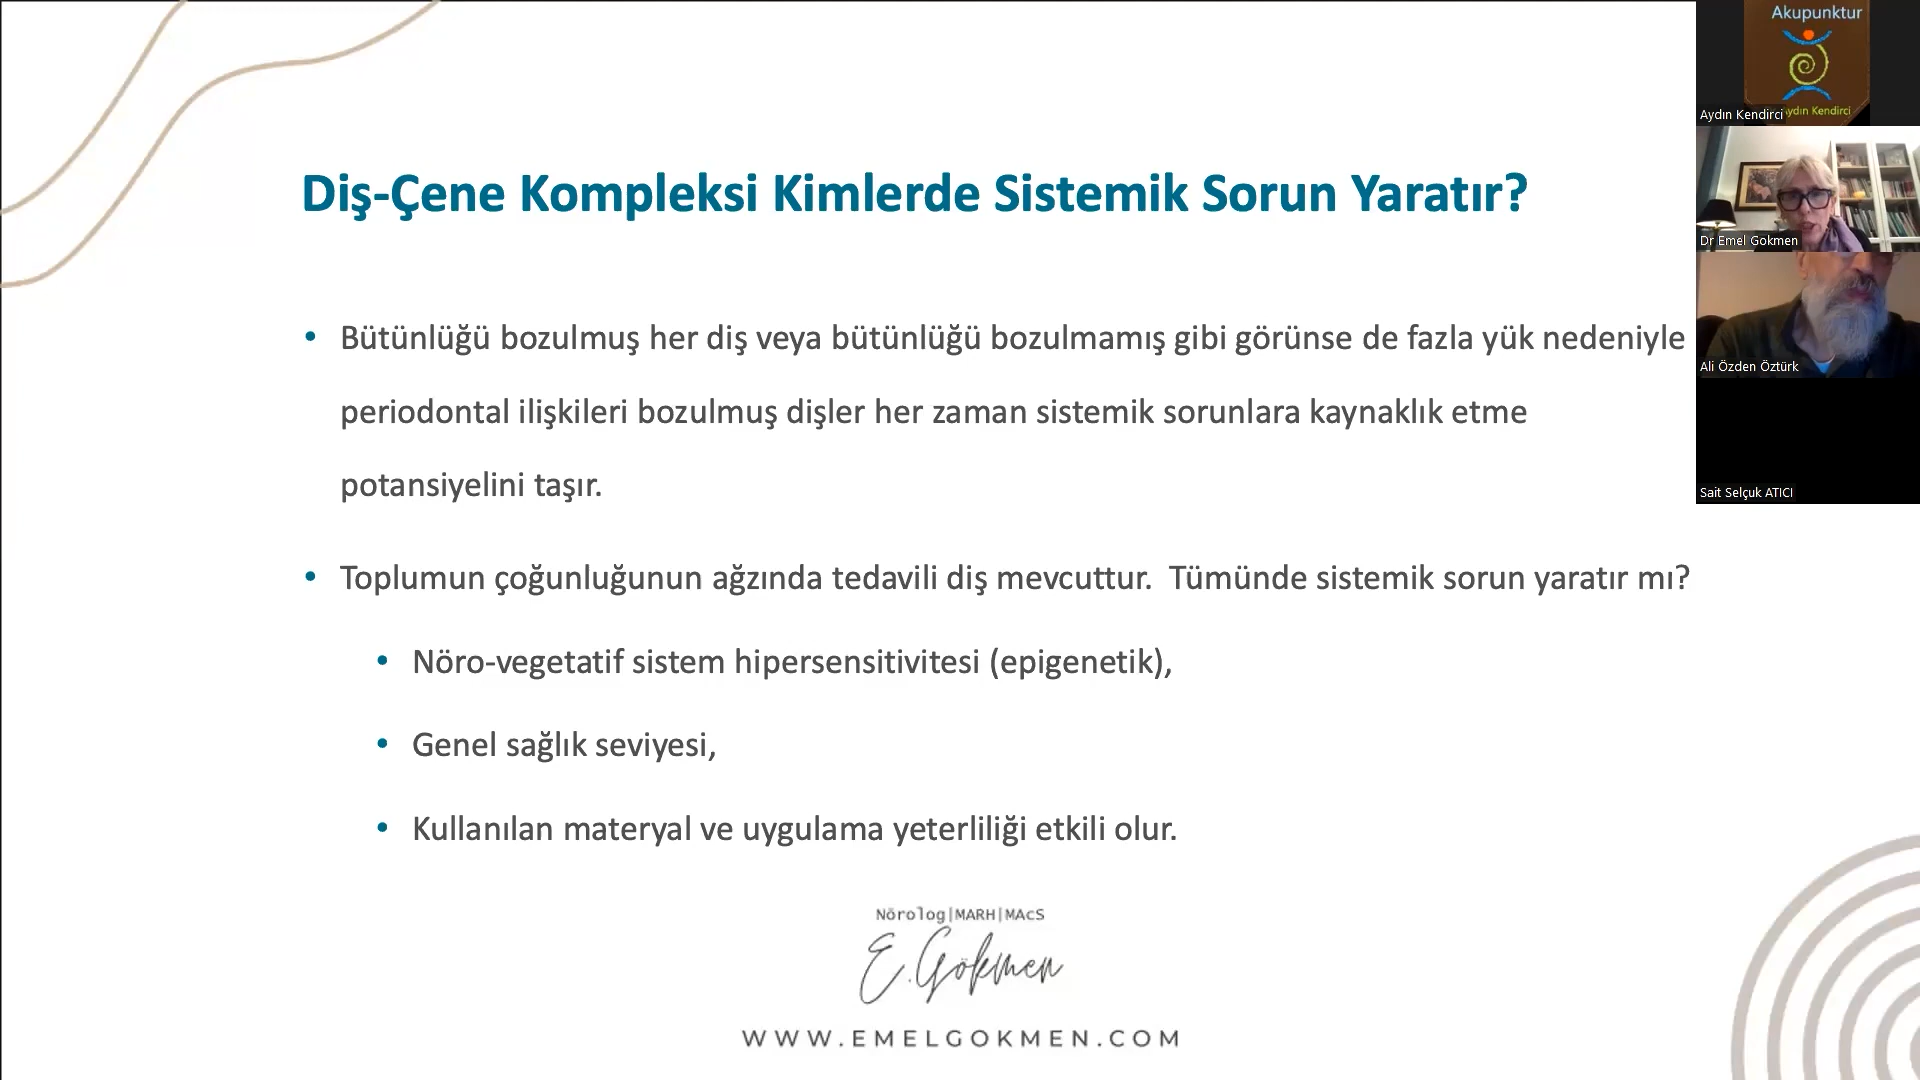 Diş-Çene Kompleksi Kimlerde Sistemik Sorun Yaratır?
• Bütünlüğü bozulmuş her diş veya bütünlüğü bozulmamış gibi görünse de fazla yük nedeniyle
periodontal ilişkileri bozulmuş dişler her zaman sistemik sorunlara kaynaklık etme
potansiyelini taşır.
• Toplumun çoğunluğunun ağzında tedavili diş mevcuttur. Tümünde sistemik sorun yaratır mı?
• Nöro-vegetatif sistem hipersensitivitesi (epigenetik),
• Genel sağlık seviyesi,
• Kullanılan materyal ve uygulama yeterliliği etkili olur.
Nörolog|MARH|MAcS
E.Gökmen
WWW.EMELGOKMEN.COM
Akupunktur
Aydın Kendirci
Aydın Kendirci
Dr Emel Gokmen
Ali Özden Öztürk
Sait Selçuk ATICI